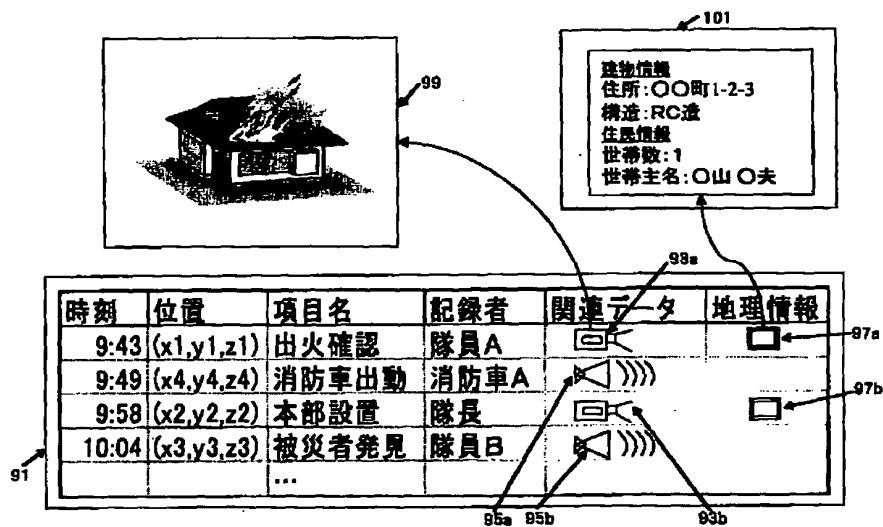 101
99
建物情報
住所:〇〇町1-2-3
構造:RC造
住民情報
世帯数:1
世帯主名:〇山 〇夫
93a
時刻 位置 項目名 記録者 関連データ 地理情報
9:43 (x1,y1,z1) 出火確認 隊員A
97a
9:49 (x4,y4,z4) 消防車出動 消防車A
97b
9:58 (x2,y2,z2) 本部設置 隊長
10:04 (x3,y3,z3) 被災者発見 隊員B
91
...
95a 95b 93b